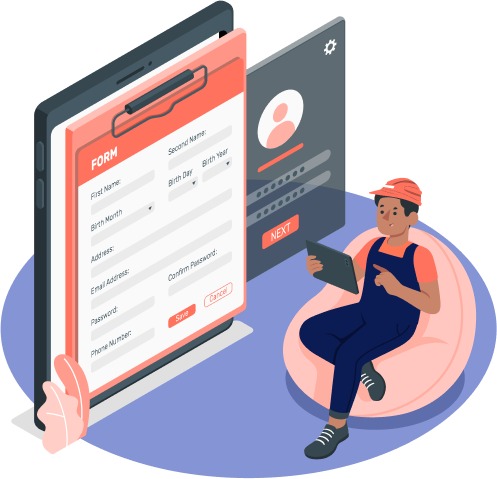 FORM
First Name:
Second Name:
Birth Month
Birth Day
Birth Year
Address:
Email Address:
Password:
Confirm Password:
Phone Number:
Save
Cancel
NEXT